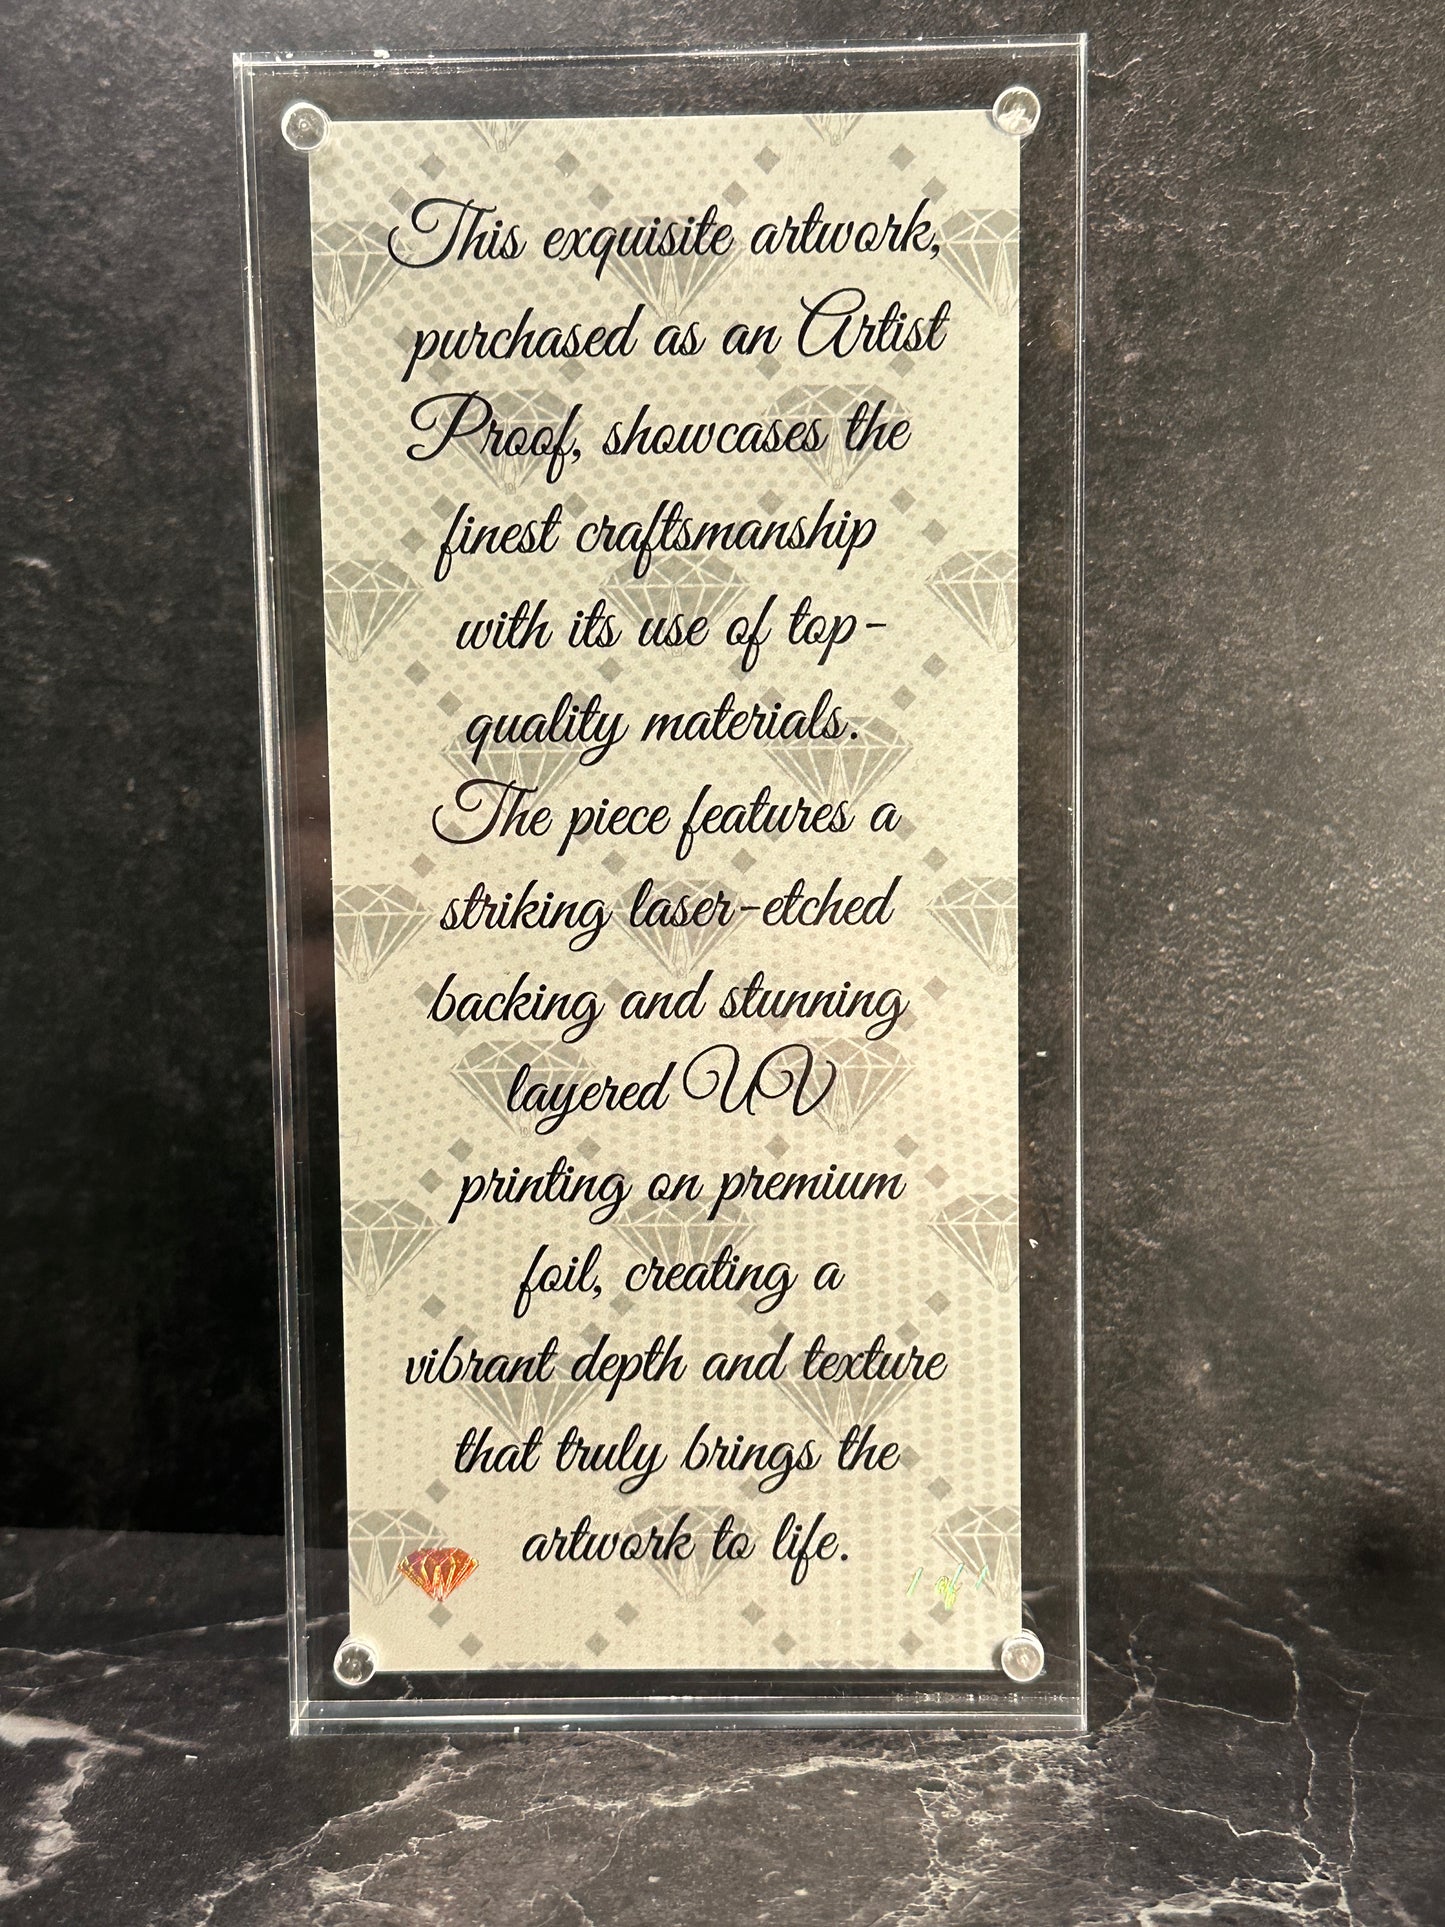 This exquisite artwork,
purchased as an Artist
Proof, showcases the
finest craftsmanship
with its use of top-
quality materials.
The piece features a
striking laser-etched
backing and stunning
layered UV
printing on premium
foil, creating a
vibrant depth and texture
that truly brings the
artwork to life.
1 of 1